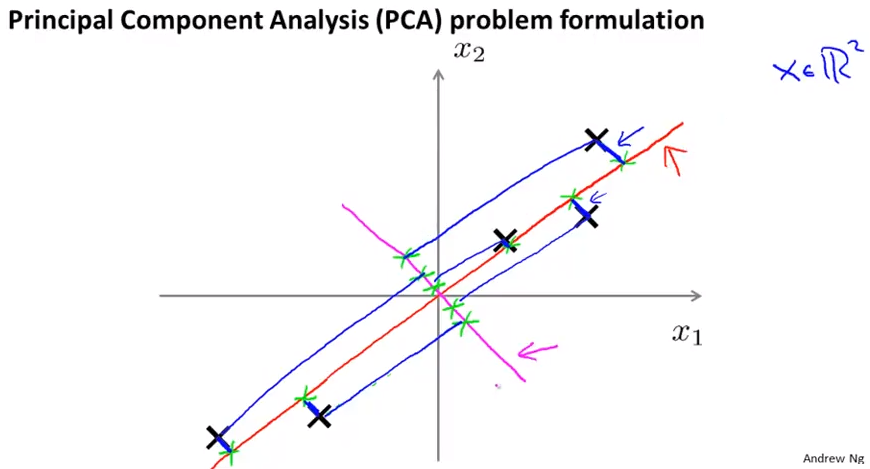 Principal Component Analysis (PCA) problem formulation
x₂
x∈ℝ²
x₁
Andrew Ng